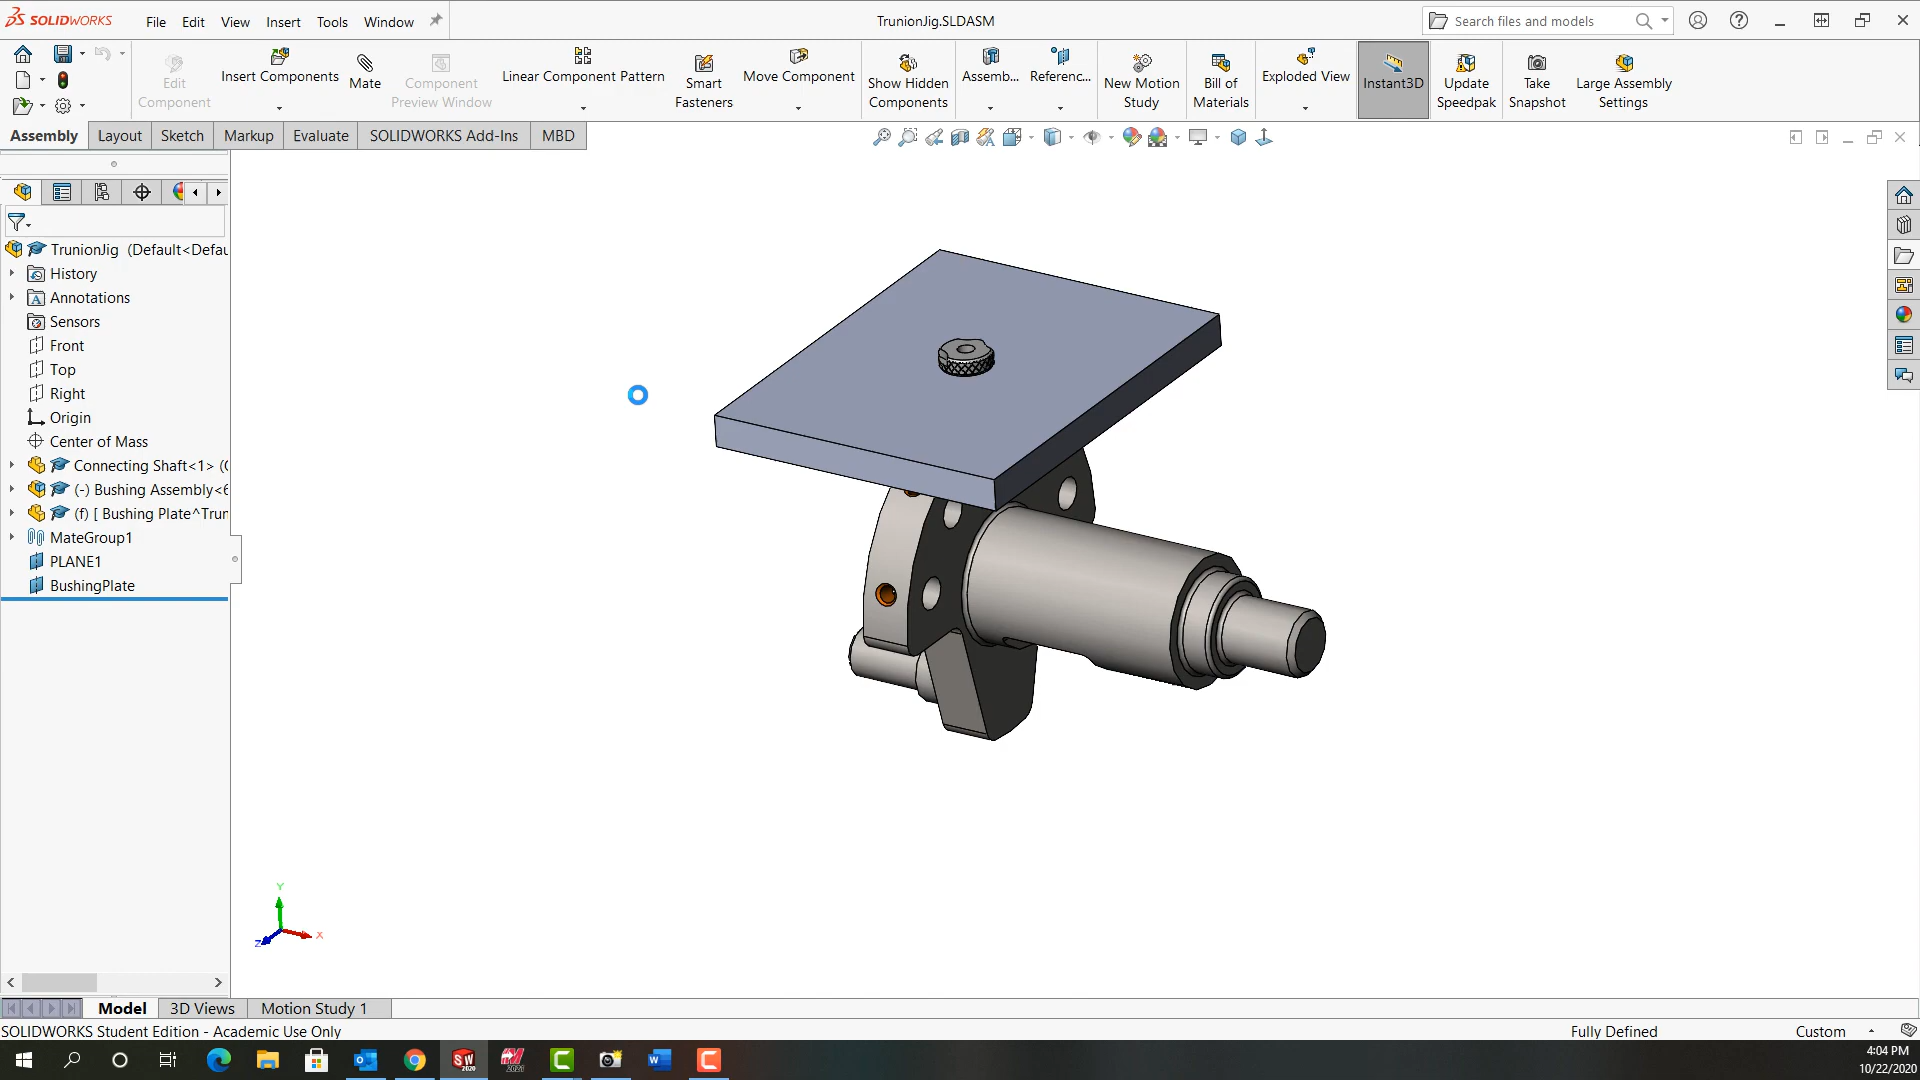 SOLIDWORKS
File Edit View Insert Tools Window
TrunionJig.SLDASM
Search files and models
Edit Component
Insert Components
Mate
Component Preview Window
Linear Component Pattern
Smart Fasteners
Move Component
Show Hidden Components
Assemb...
Referenc...
New Motion Study
Bill of Materials
Exploded View
Instant3D
Update Speedpak
Take Snapshot
Large Assembly Settings
Assembly Layout Sketch Markup Evaluate SOLIDWORKS Add-Ins MBD
TrunionJig (Default<Defau
History
Annotations
Sensors
Front
Top
Right
Origin
Center of Mass
Connecting Shaft<1> (
(-) Bushing Assembly<6
(f) [ Bushing Plate^Trun
MateGroup1
PLANE1
BushingPlate
Y
X
Z
Model 3D Views Motion Study 1
SOLIDWORKS Student Edition - Academic Use Only
Fully Defined
Custom
4:04 PM
10/22/2020